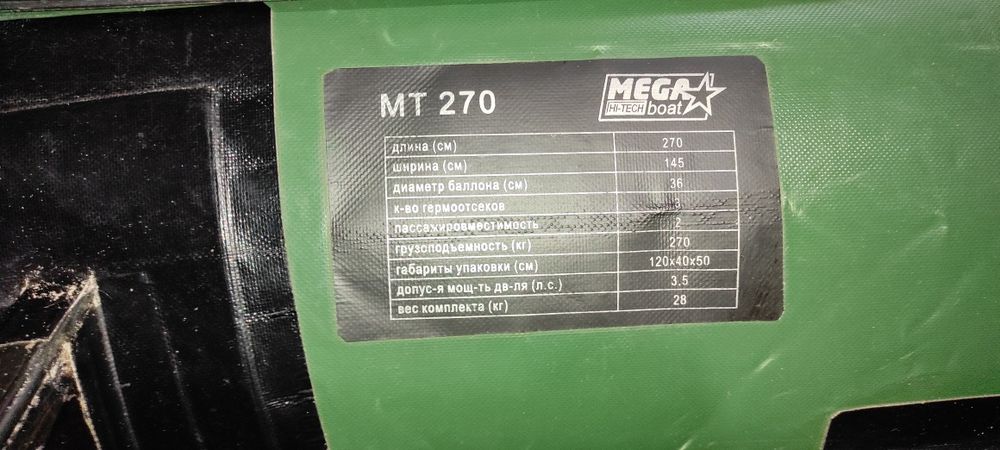 MT 270
MEGA
HI-TECH boat
длина (см) 270
ширина (см) 145
диаметр баллона (см) 36
к-во гермоотсеков 3
пассажировместимость 2
грузоподъемность (кг) 270
габариты упаковки (см) 120x40x50
допус-я мощ-ть дв-ля (л.с.) 3.5
вес комплекта (кг) 28